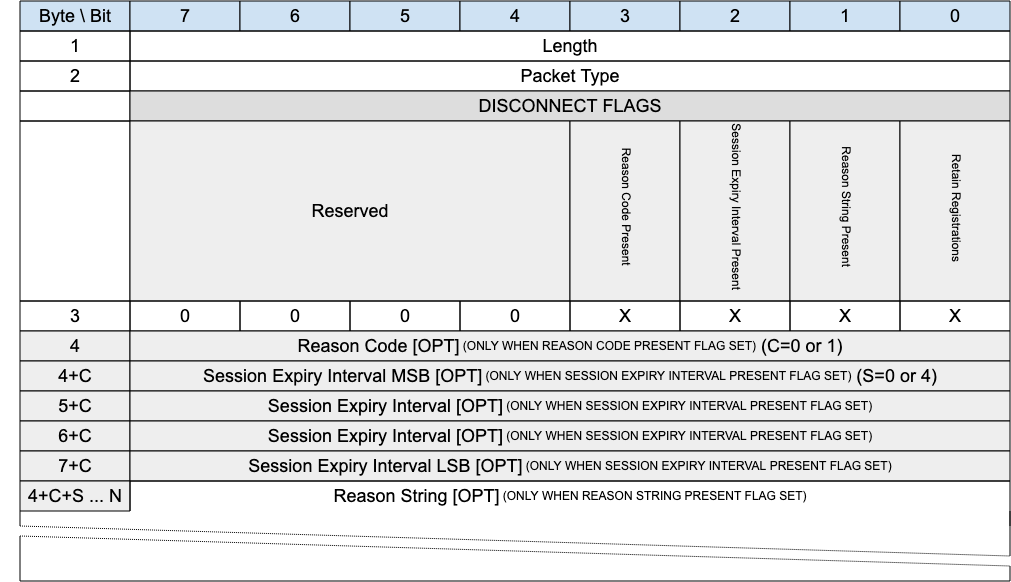 Byte \ Bit 7 6 5 4 3 2 1 0
1 Length
2 Packet Type
DISCONNECT FLAGS
Reserved
Reason Code Present
Session Expiry Interval Present
Reason String Present
Retain Registrations
3 0 0 0 0 X X X X
4 Reason Code [OPT] (ONLY WHEN REASON CODE PRESENT FLAG SET) (C=0 or 1)
4+C Session Expiry Interval MSB [OPT] (ONLY WHEN SESSION EXPIRY INTERVAL PRESENT FLAG SET) (S=0 or 4)
5+C Session Expiry Interval [OPT] (ONLY WHEN SESSION EXPIRY INTERVAL PRESENT FLAG SET)
6+C Session Expiry Interval [OPT] (ONLY WHEN SESSION EXPIRY INTERVAL PRESENT FLAG SET)
7+C Session Expiry Interval LSB [OPT] (ONLY WHEN SESSION EXPIRY INTERVAL PRESENT FLAG SET)
4+C+S ... N Reason String [OPT] (ONLY WHEN REASON STRING PRESENT FLAG SET)